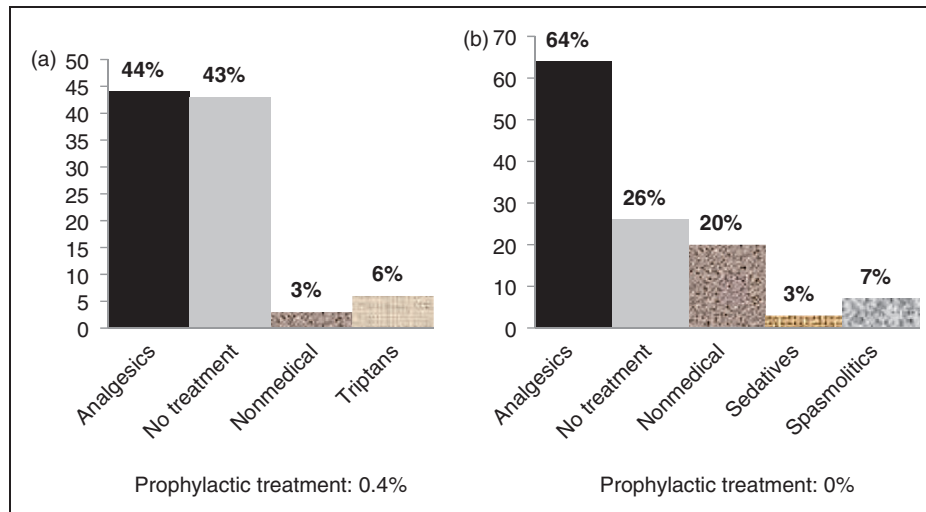 (a)
50
45
40
35
30
25
20
15
10
5
0
44%
43%
3%
6%
Analgesics
No treatment
Nonmedical
Triptans
Prophylactic treatment: 0.4%
(b)
70
60
50
40
30
20
10
0
64%
26%
20%
3%
7%
Analgesics
No treatment
Nonmedical
Sedatives
Spasmolitics
Prophylactic treatment: 0%